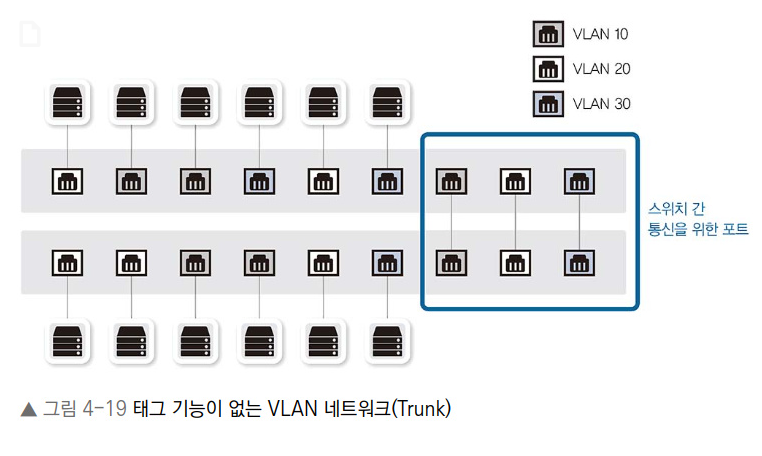 VLAN 10
VLAN 20
VLAN 30
스위치 간
통신을 위한 포트
▲ 그림 4-19 태그 기능이 없는 VLAN 네트워크(Trunk)